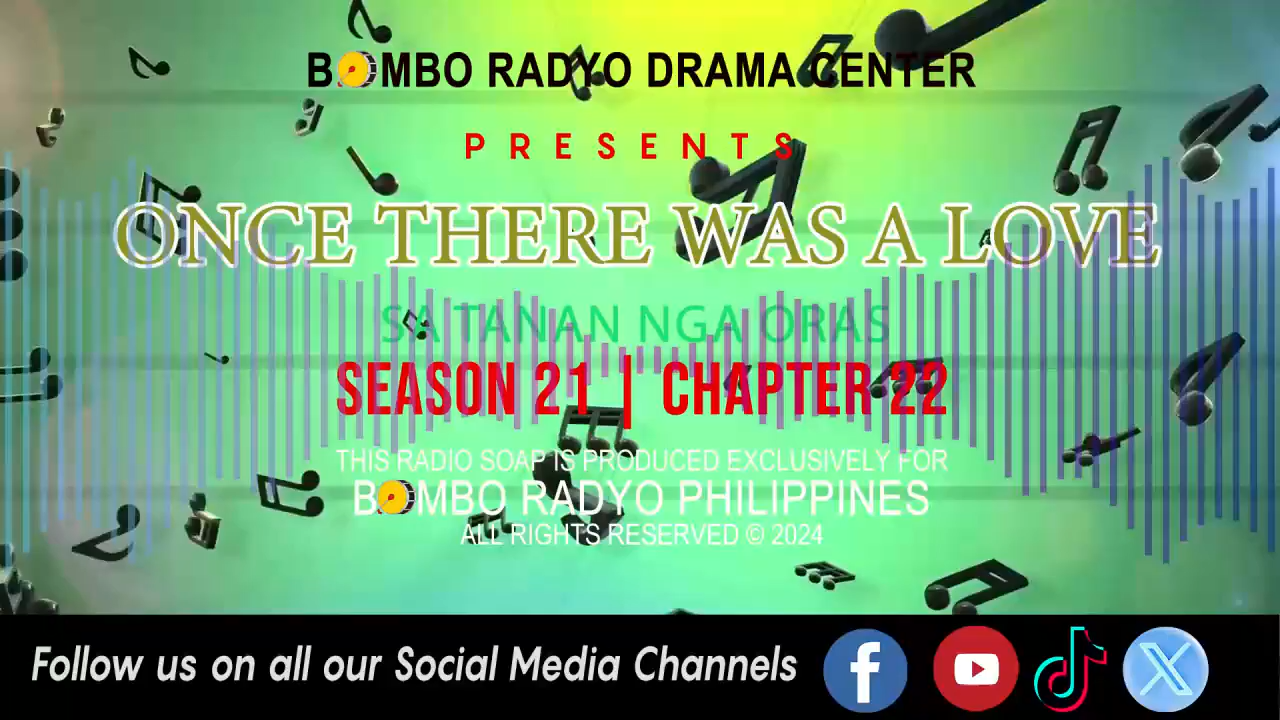 BOMBO RADYO DRAMA CENTER
PRESENTS
ONCE THERE WAS A LOVE
SA TANAN NGA ORAS
SEASON 21 | CHAPTER 22
THIS RADIO SOAP IS PRODUCED EXCLUSIVELY FOR
BOMBO RADYO PHILIPPINES
ALL RIGHTS RESERVED © 2024
Follow us on all our Social Media Channels